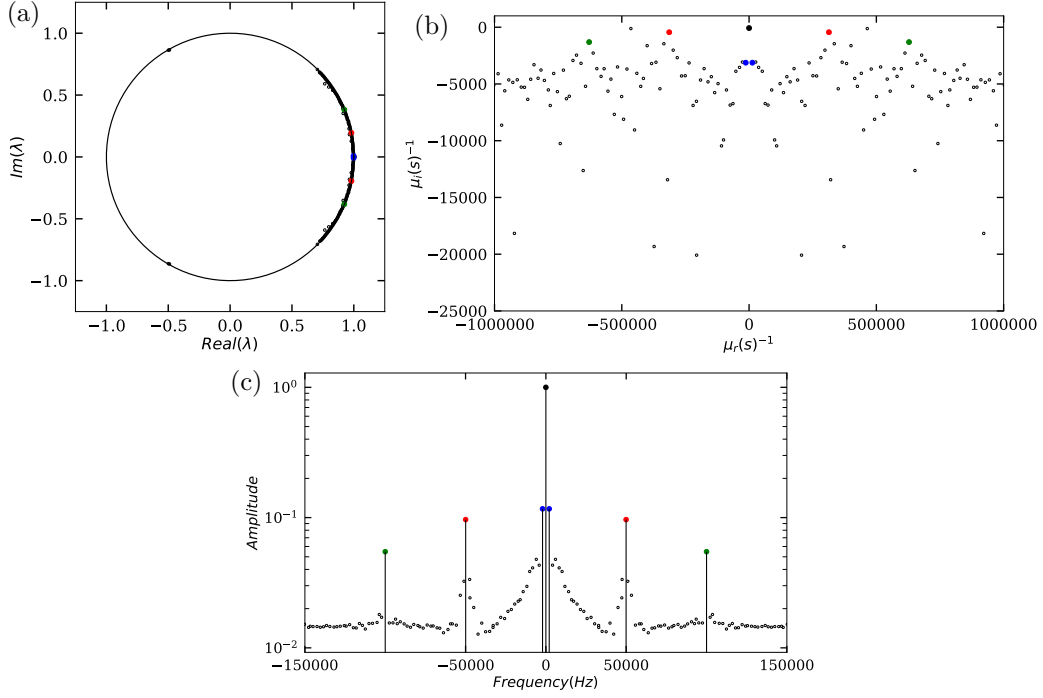 (a)
1.0
0.5
0.0
−0.5
−1.0
Im(λ)
−1.0 −0.5 0.0 0.5 1.0
Real(λ)
(b)
0
−5000
−10000
−15000
−20000
−25000
μᵢ(s)⁻¹
−1000000 −500000 0 500000 1000000
μᵣ(s)⁻¹
(c)
10⁰
10⁻¹
10⁻²
Amplitude
−150000 −50000 0 50000 150000
Frequency(Hz)